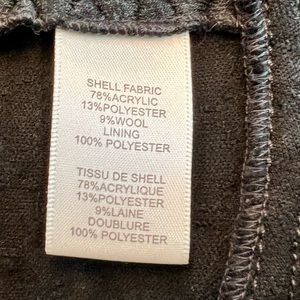 SHELL FABRIC
78%ACRYLIC
13%POLYESTER
9%WOOL
LINING
100% POLYESTER
TISSU DE SHELL
78%ACRYLIQUE
13%POLYESTER
9%LAINE
DOUBLURE
100% POLYESTER